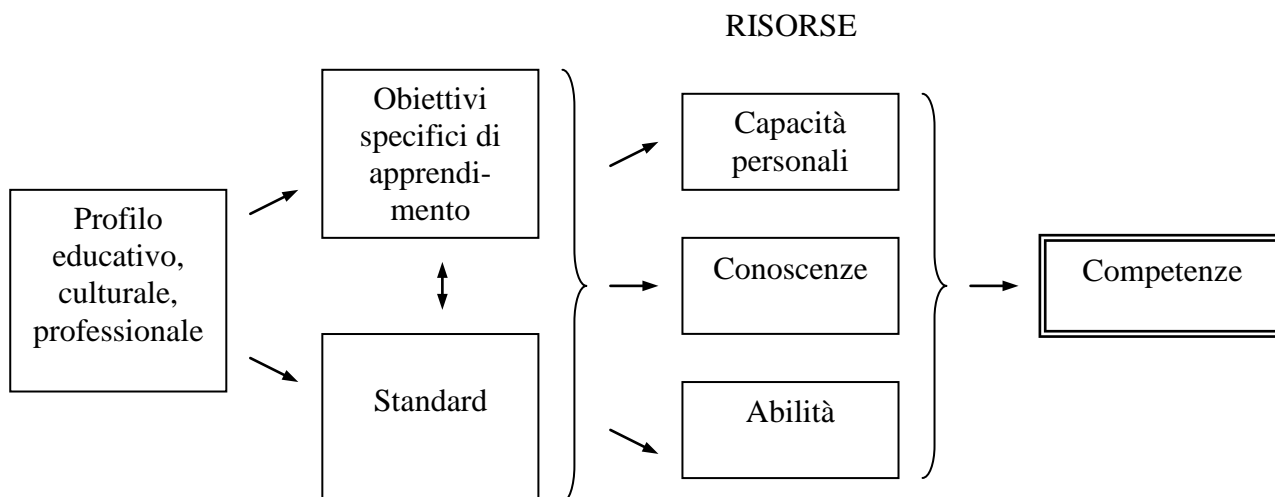 RISORSE
Obiettivi
specifici di
apprendi-
mento
Capacità
personali
Profilo
educativo,
culturale,
professionale
Conoscenze
Competenze
Standard
Abilità